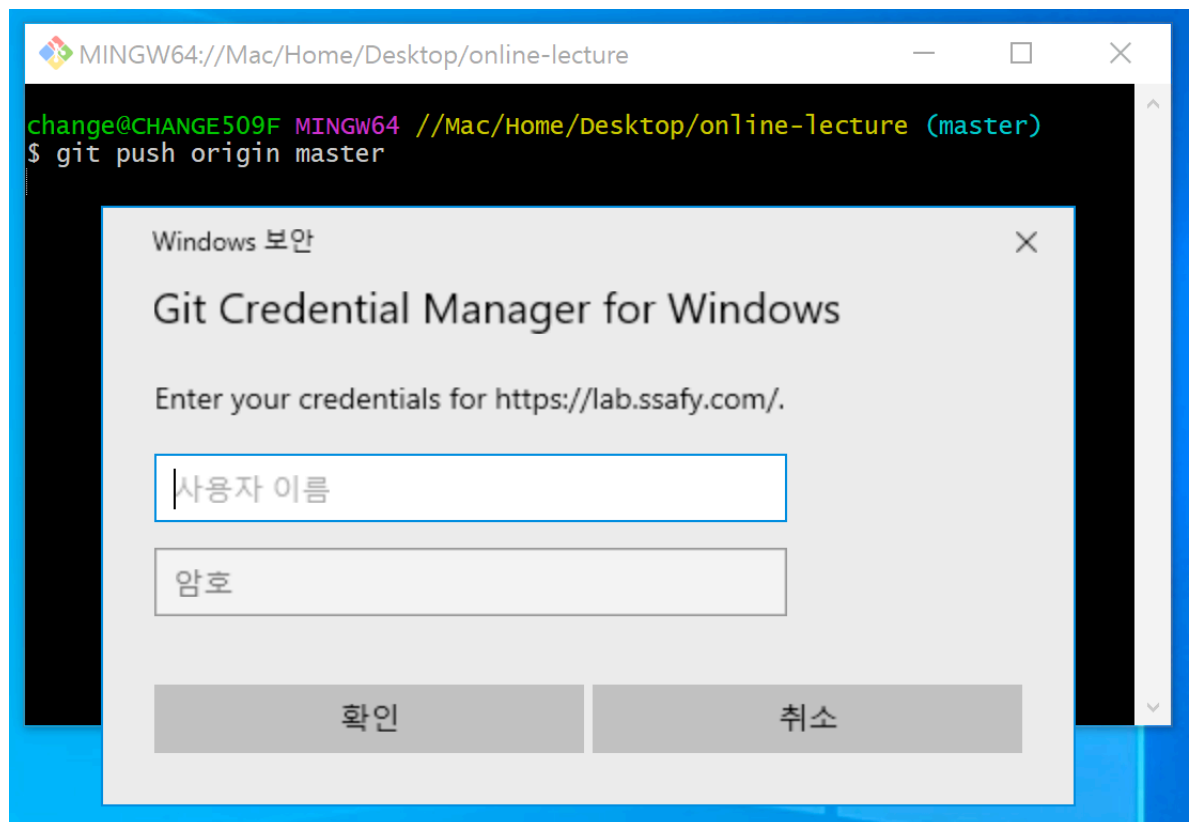 MINGW64://Mac/Home/Desktop/online-lecture
change@CHANGE509F MINGW64 //Mac/Home/Desktop/online-lecture (master)
$ git push origin master
Windows 보안
Git Credential Manager for Windows
Enter your credentials for https://lab.ssafy.com/.
사용자 이름
암호
확인 취소